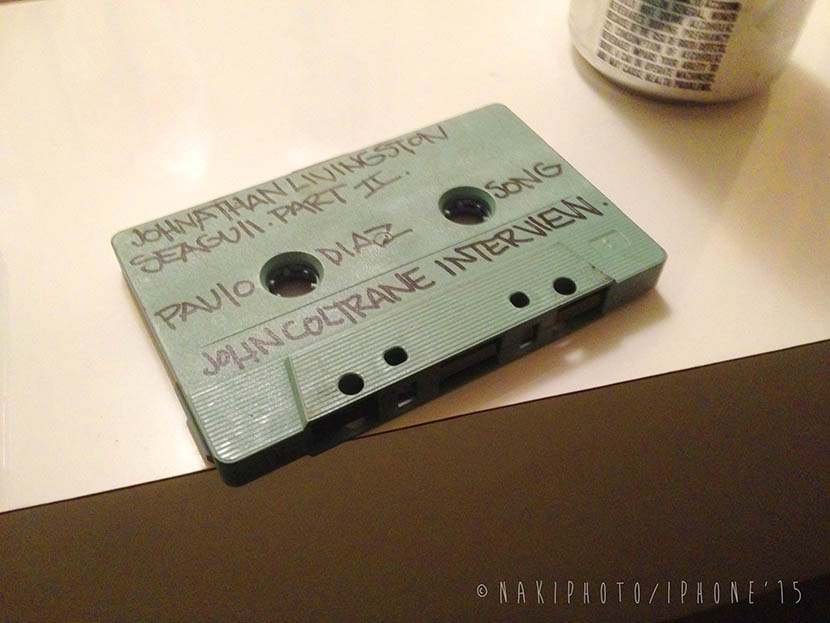 JOHNATHAN LIVINGSTON
SEAGUll. PART II.
PAUlO DIAZ SONG
JOHN COLTRANE INTERVIEW.
© NAKIPHOTO/IPHONE'15